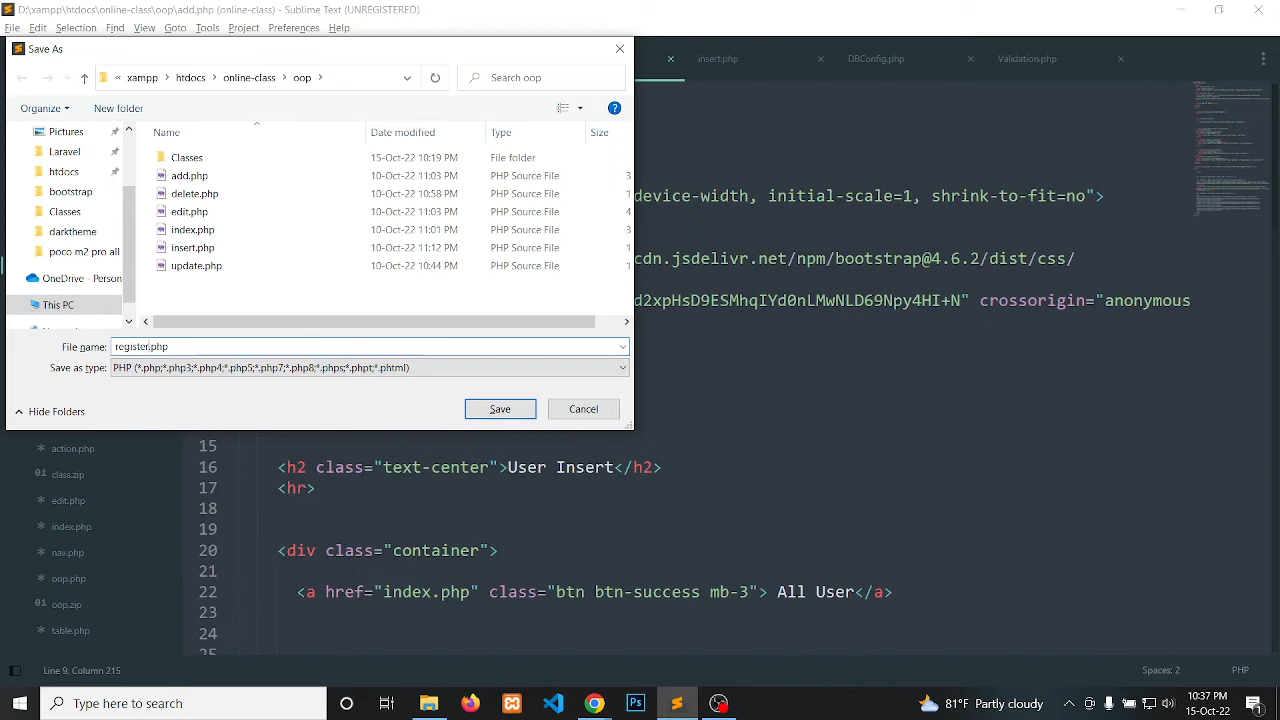 D:\xampp\htdocs\online-class\oop\add.php (online-class) - Sublime Text (UNREGISTERED)
File Edit Selection Find View Goto Tools Project Preferences Help
Save As
« xampp > htdocs > online-class > oop >
Search oop
Organize
New folder
Pictures
Lara
htdocs
bootstrap
Classes
dndtheme
poco m2 pro all
OneDrive - Person
This PC
Name Date modified Type Size
Classes 15-Oct-22 10:35 PM File folder
add.php 10-Oct-22 PHP Source File 3
delete.php 10-Oct-22 PHP Source File 1
edit.php 10-Oct-22 PHP Source File 4
index.php 10-Oct-22 11:01 PM PHP Source File 3
insert.php 10-Oct-22 11:12 PM PHP Source File 1
update.php 10-Oct-22 10:44 PM PHP Source File 1
File name: register.php
Save as type: PHP (*.php;*.php3;*.php4;*.php5;*.php7;*.php8;*.phps;*.phpt;*.phtml)
Hide Folders
Save
Cancel
insert.php
DBConfig.php
Validation.php
device-width, initial-scale=1, shrink-to-fit=no">
cdn.jsdelivr.net/npm/bootstrap@4.6.2/dist/css/
d2xpHsD9ESMhqIYd0nLMwNLD69Npy4HI+N" crossorigin="anonymous
action.php
class.zip
edit.php
index.php
nav.php
oop.php
oop.zip
table.php
15
16 <h2 class="text-center">User Insert</h2>
17 <hr>
18
19
20 <div class="container">
21
22 <a href="index.php" class="btn btn-success mb-3"> All User</a>
23
24
25
Line 9, Column 215
Spaces: 2
PHP
Type here to search
81°F Partly cloudy
10:37 PM
15-Oct-22
1